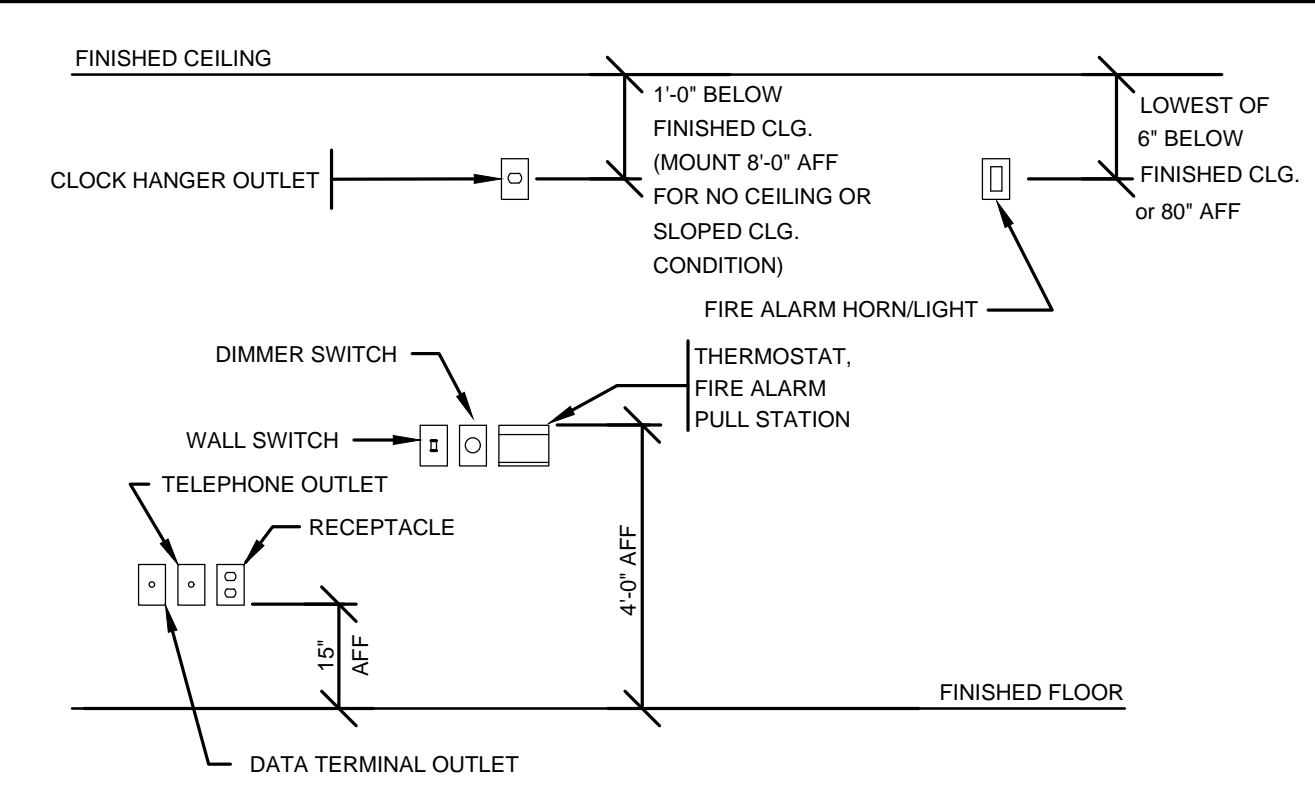 FINISHED CEILING
1'-0" BELOW
FINISHED CLG.
(MOUNT 8'-0" AFF
FOR NO CEILING OR
SLOPED CLG.
CONDITION)
LOWEST OF
6" BELOW
FINISHED CLG.
or 80" AFF
CLOCK HANGER OUTLET
FIRE ALARM HORN/LIGHT
DIMMER SWITCH
THERMOSTAT,
FIRE ALARM
PULL STATION
WALL SWITCH
TELEPHONE OUTLET
RECEPTACLE
4'-0" AFF
15"
AFF
FINISHED FLOOR
DATA TERMINAL OUTLET